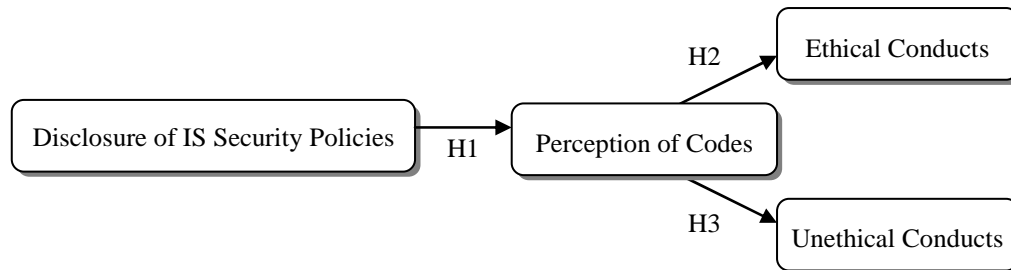 Ethical Conducts
H2
Disclosure of IS Security Policies
H1
Perception of Codes
H3
Unethical Conducts